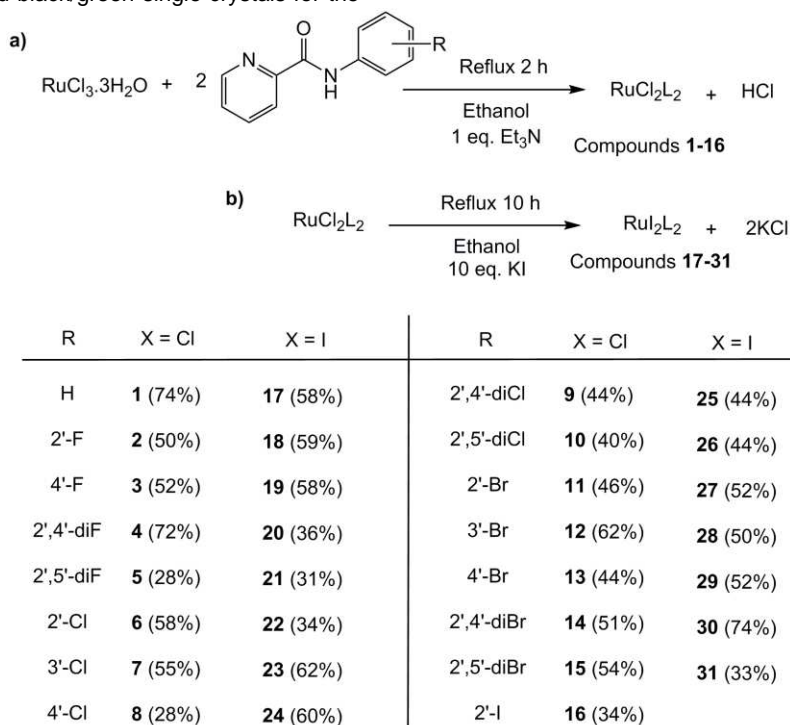 d black/green single crystals for the
a)
RuCl3.3H2O + 2
N
O
N
H
R
Reflux 2 h
Ethanol
1 eq. Et3N
RuCl2L2 + HCl
Compounds 1-16
b)
RuCl2L2
Reflux 10 h
Ethanol
10 eq. KI
RuI2L2 + 2KCl
Compounds 17-31
R X = Cl X = I R X = Cl X = I
H 1 (74%) 17 (58%) 2',4'-diCl 9 (44%) 25 (44%)
2'-F 2 (50%) 18 (59%) 2',5'-diCl 10 (40%) 26 (44%)
4'-F 3 (52%) 19 (58%) 2'-Br 11 (46%) 27 (52%)
2',4'-diF 4 (72%) 20 (36%) 3'-Br 12 (62%) 28 (50%)
2',5'-diF 5 (28%) 21 (31%) 4'-Br 13 (44%) 29 (52%)
2'-Cl 6 (58%) 22 (34%) 2',4'-diBr 14 (51%) 30 (74%)
3'-Cl 7 (55%) 23 (62%) 2',5'-diBr 15 (54%) 31 (33%)
4'-Cl 8 (28%) 24 (60%) 2'-I 16 (34%)